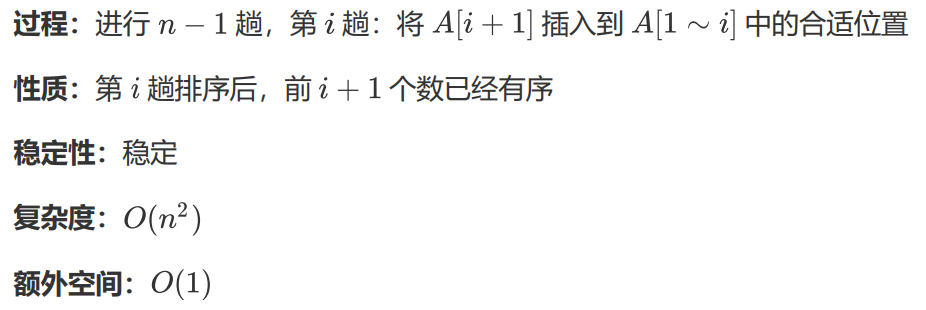 过程：进行 n − 1 趟，第 i 趟：将 A[i + 1] 插入到 A[1 ∼ i] 中的合适位置
性质：第 i 趟排序后，前 i + 1 个数已经有序
稳定性：稳定
复杂度：O(n²)
额外空间：O(1)